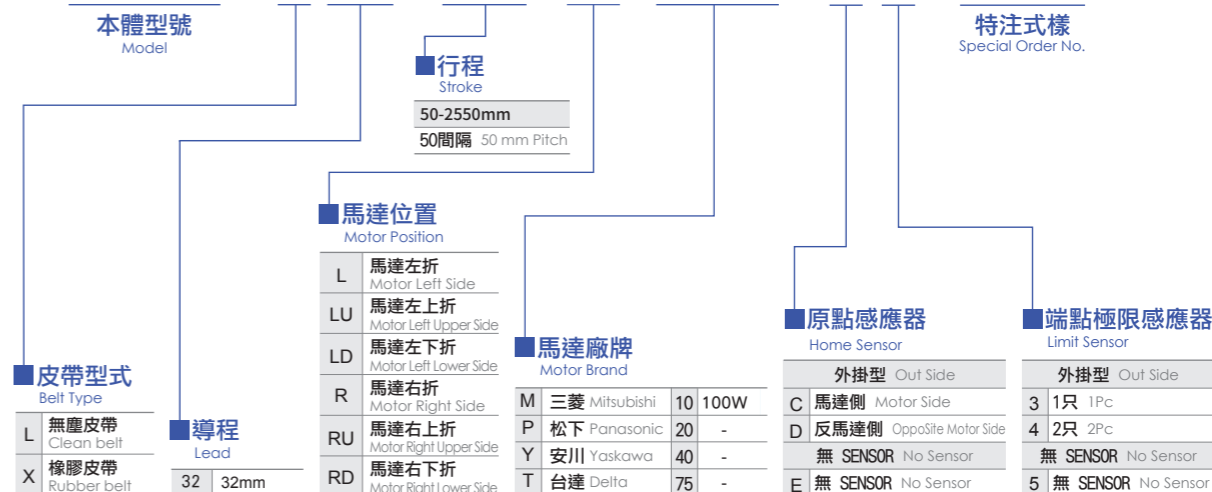 本體型號
Model
特注式樣
Special Order No.
■行程
Stroke
50-2550mm
50間隔 50 mm Pitch
■馬達位置
Motor Position
L 馬達左折
Motor Left Side
LU 馬達左上折
Motor Left Upper Side
LD 馬達左下折
Motor Left Lower Side
R 馬達右折
Motor Right Side
RU 馬達右上折
Motor Right Upper Side
RD 馬達右下折
Motor Right Lower Side
■皮帶型式
Belt Type
L 無塵皮帶
Clean belt
X 橡膠皮帶
Rubber belt
■導程
Lead
32 32mm
■馬達廠牌
Motor Brand
M 三菱 Mitsubishi 10 100W
P 松下 Panasonic 20 -
Y 安川 Yaskawa 40 -
T 台達 Delta 75 -
■原點感應器
Home Sensor
外掛型 Out Side
C 馬達側 Motor Side
D 反馬達側 OppoSite Motor Side
無 SENSOR No Sensor
E 無 SENSOR No Sensor
■端點極限感應器
Limit Sensor
外掛型 Out Side
3 1只 1Pc
4 2只 2Pc
無 SENSOR No Sensor
5 無 SENSOR No Sensor